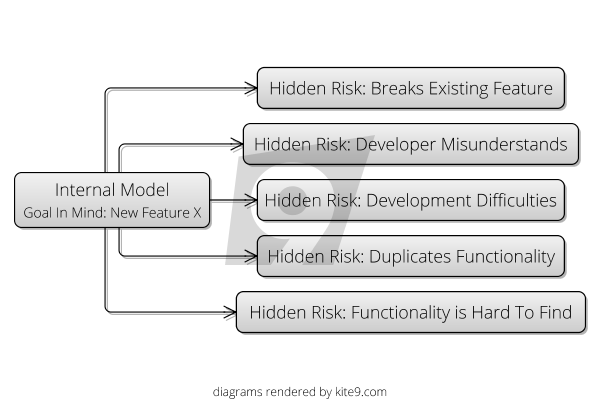 Hidden Risk: Breaks Existing Feature
Hidden Risk: Developer Misunderstands
Internal Model
Goal In Mind: New Feature X
Hidden Risk: Development Difficulties
Hidden Risk: Duplicates Functionality
Hidden Risk: Functionality is Hard To Find
diagrams rendered by kite9.com